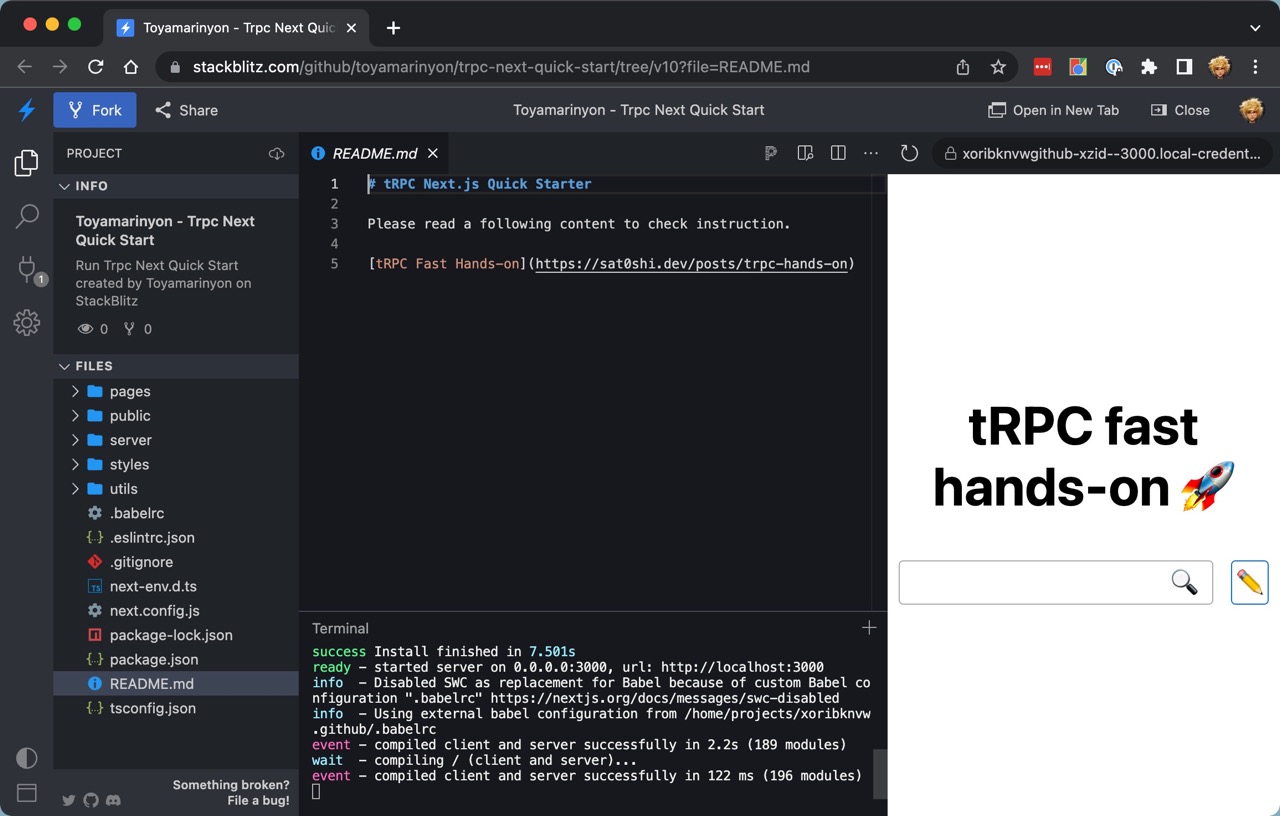 Toyamarinyon - Trpc Next Quic
stackblitz.com/github/toyamarinyon/trpc-next-quick-start/tree/v10?file=README.md
Fork
Share
Toyamarinyon - Trpc Next Quick Start
Open in New Tab
Close
PROJECT
INFO
Toyamarinyon - Trpc Next
Quick Start
Run Trpc Next Quick Start
created by Toyamarinyon on
StackBlitz
0
0
1
FILES
pages
public
server
styles
utils
.babelrc
.eslintrc.json
.gitignore
next-env.d.ts
next.config.js
package-lock.json
package.json
README.md
tsconfig.json
Something broken?
File a bug!
README.md
1 # tRPC Next.js Quick Starter
2
3 Please read a following content to check instruction.
4
5 [tRPC Fast Hands-on](https://sat0shi.dev/posts/trpc-hands-on)
Terminal
success Install finished in 7.501s
ready - started server on 0.0.0.0:3000, url: http://localhost:3000
info  - Disabled SWC as replacement for Babel because of custom Babel co
nfiguration ".babelrc" https://nextjs.org/docs/messages/swc-disabled
info  - Using external babel configuration from /home/projects/xoribknvw
.github/.babelrc
event - compiled client and server successfully in 2.2s (189 modules)
wait  - compiling / (client and server)...
event - compiled client and server successfully in 122 ms (196 modules)
xoribknvwgithub-xzid--3000.local-credent...
tRPC fast
hands-on 🚀